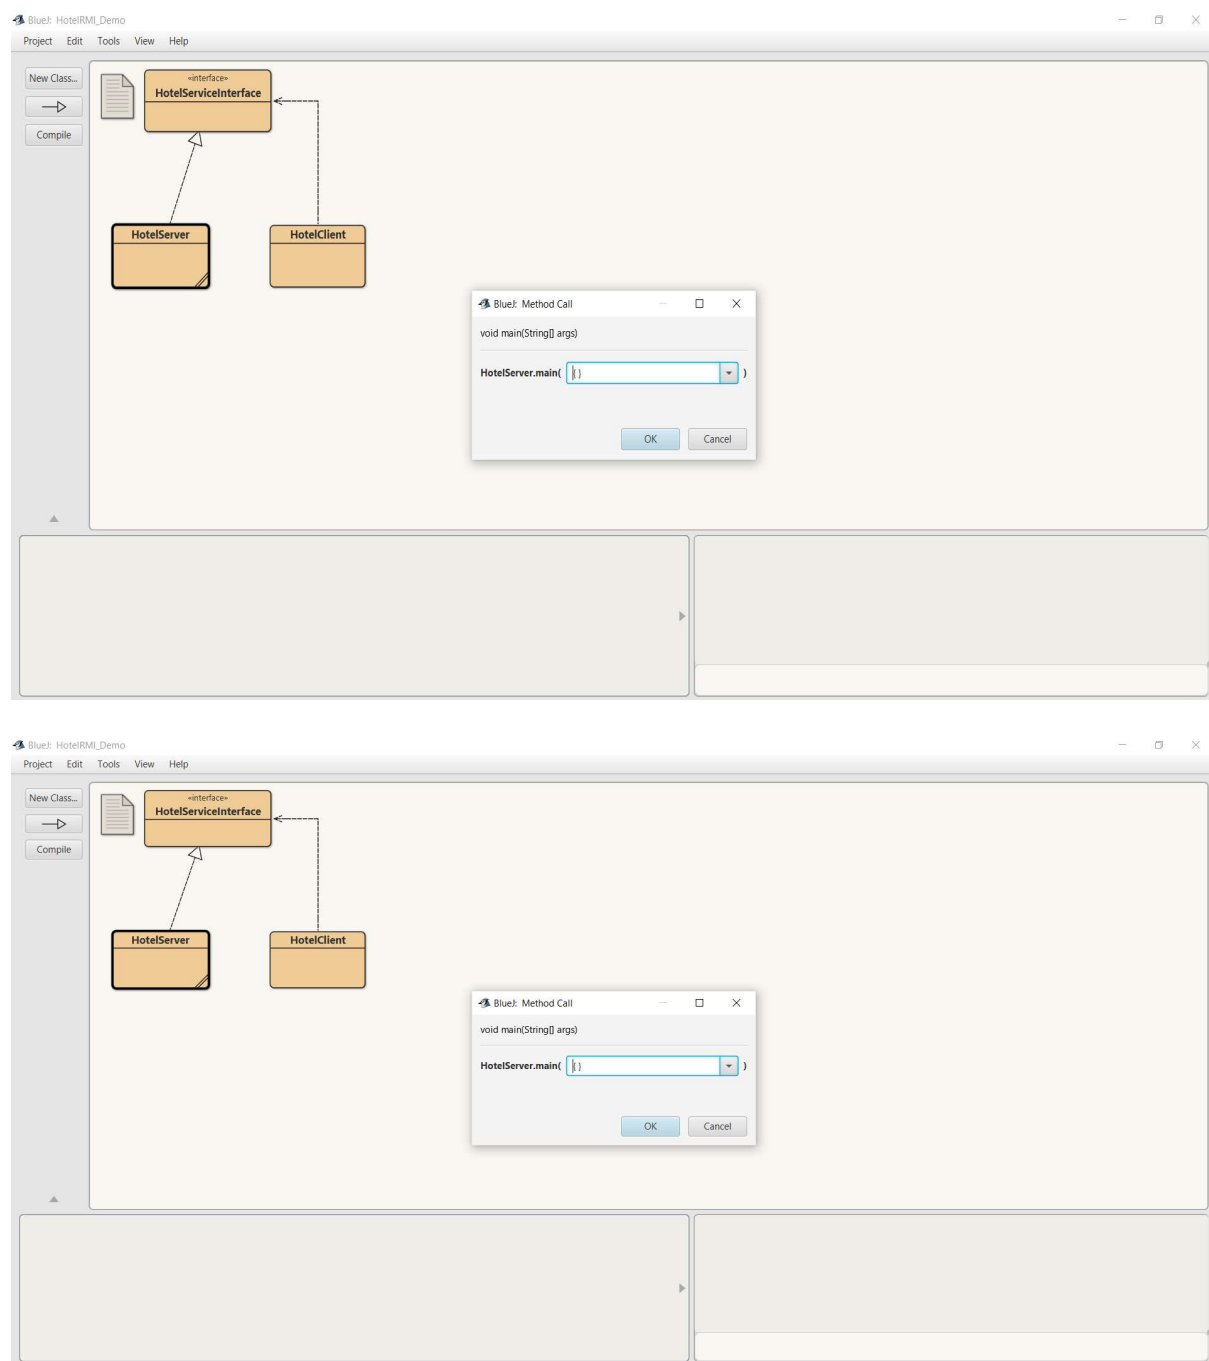 BlueJ: HotelRMI_Demo
Project Edit Tools View Help
New Class...
Compile
«interface»
HotelServiceInterface
HotelServer
HotelClient
BlueJ: Method Call
void main(String[] args)
HotelServer.main( { } )
OK Cancel
BlueJ: HotelRMI_Demo
Project Edit Tools View Help
New Class...
Compile
«interface»
HotelServiceInterface
HotelServer
HotelClient
BlueJ: Method Call
void main(String[] args)
HotelServer.main( { } )
OK Cancel